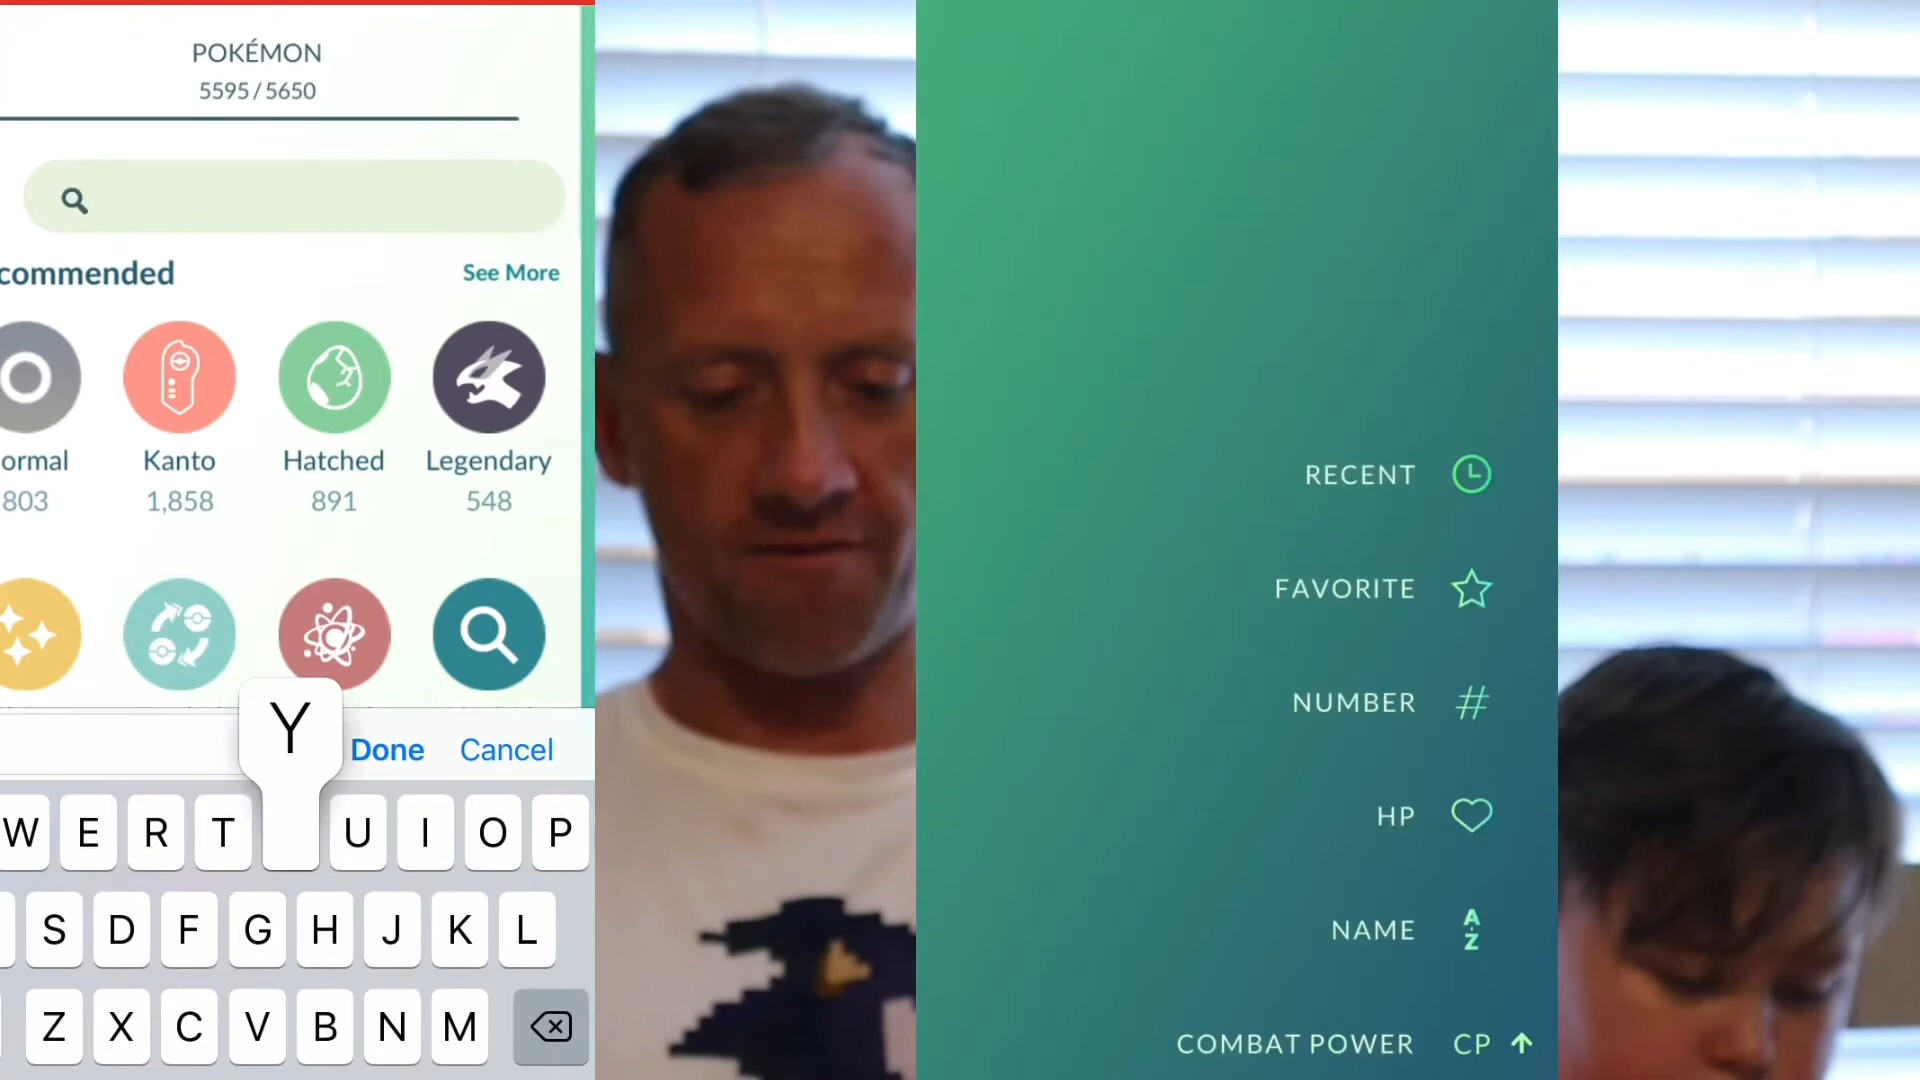 POKÉMON
5595/5650
commended
See More
ormal
Kanto
Hatched
Legendary
803
1,858
891
548
Y
Done
Cancel
W E R T U I O P
S D F G H J K L
Z X C V B N M
RECENT
FAVORITE
NUMBER #
HP
NAME A-Z
COMBAT POWER CP ↑